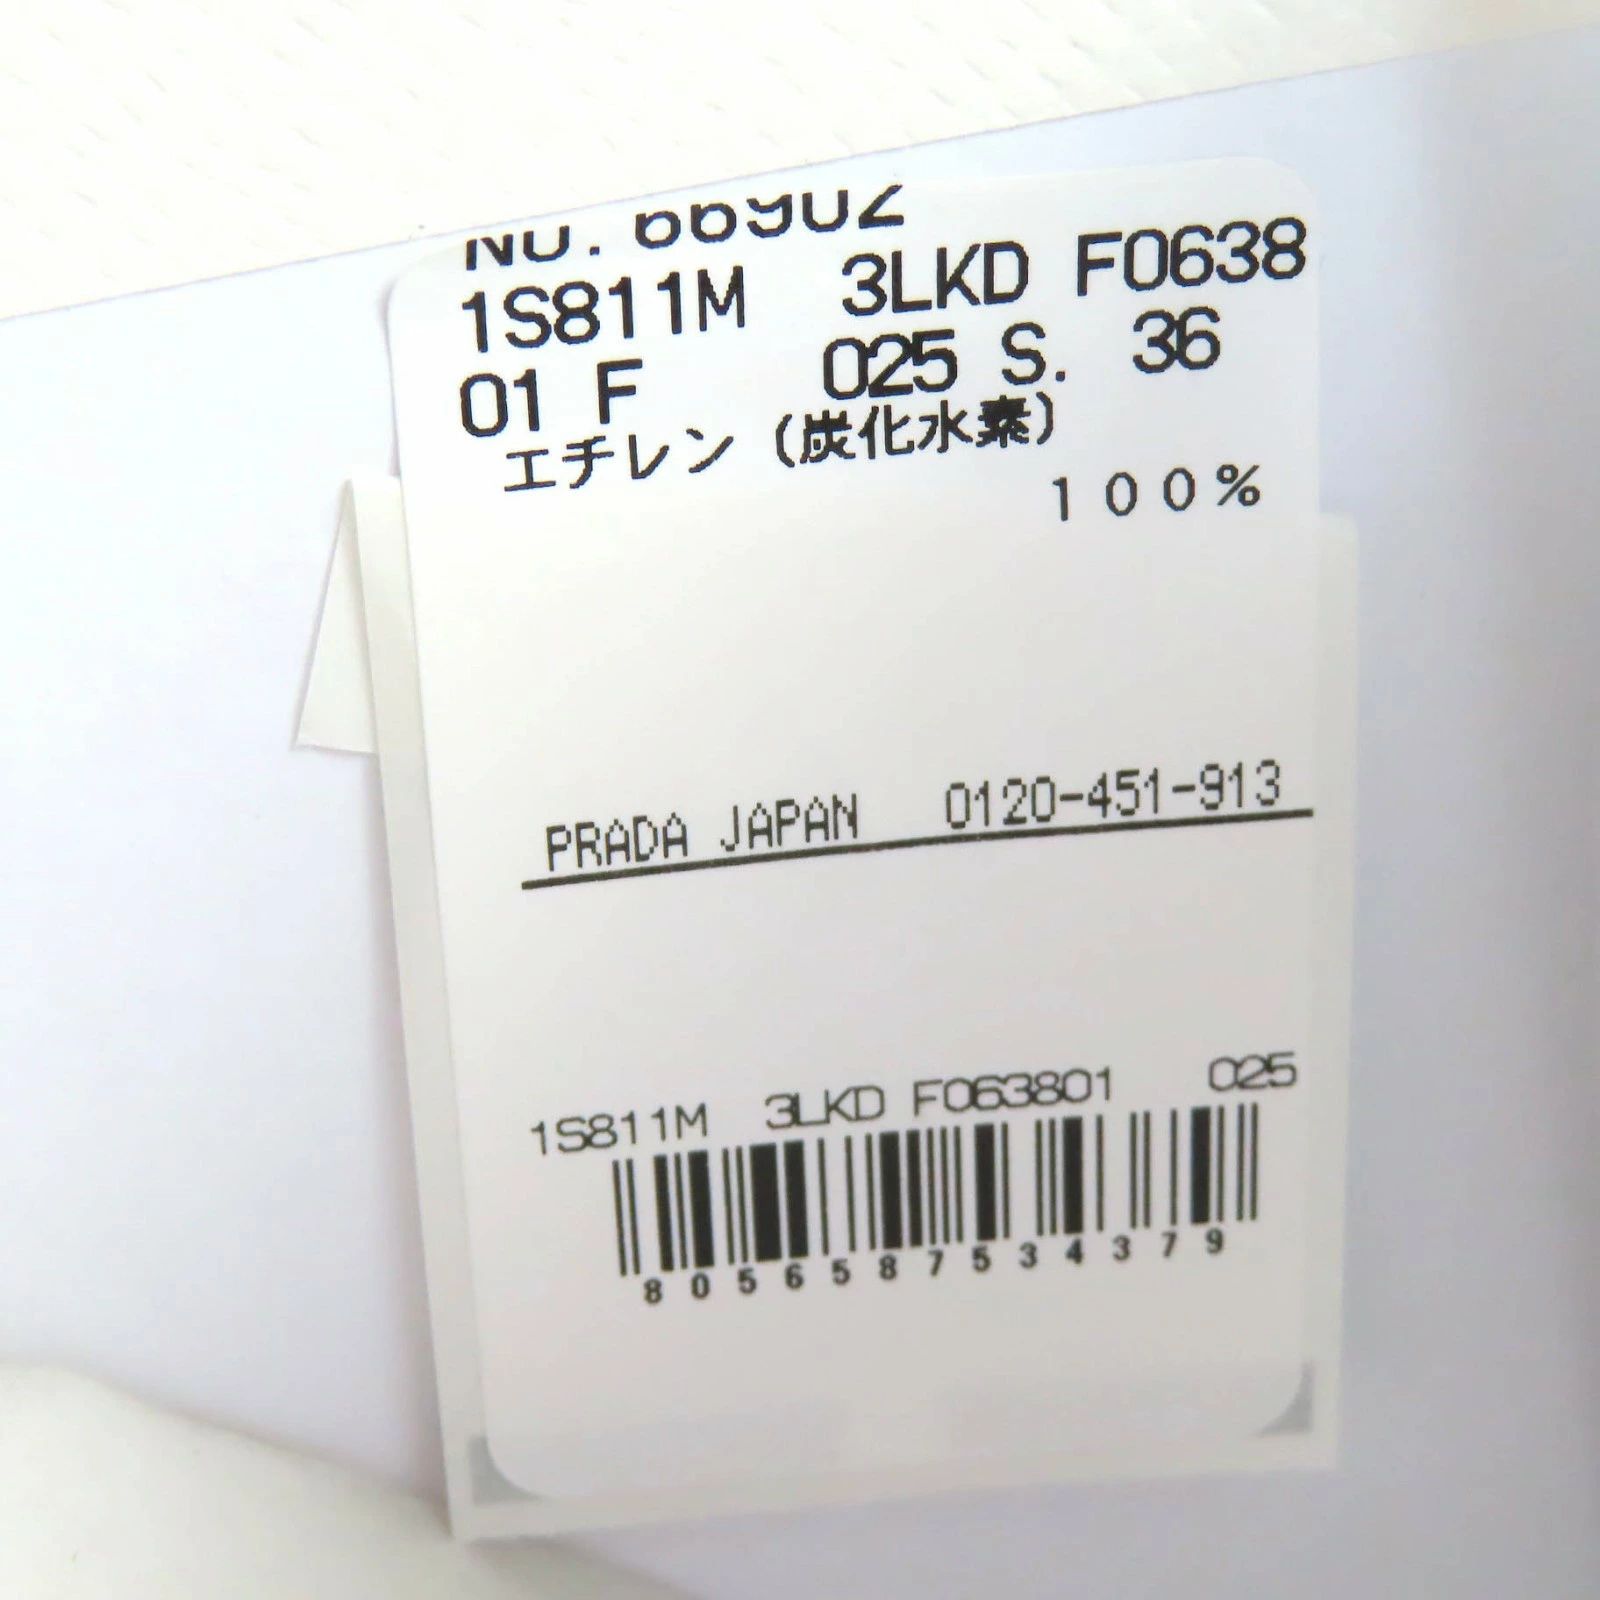 NO. 66902
1S811M 3LKD F0638
01 F 025 S. 36
エチレン (炭化水素)
100%
PRADA JAPAN 0120-451-913
1S811M 3LKD F063801 025
8056587534379